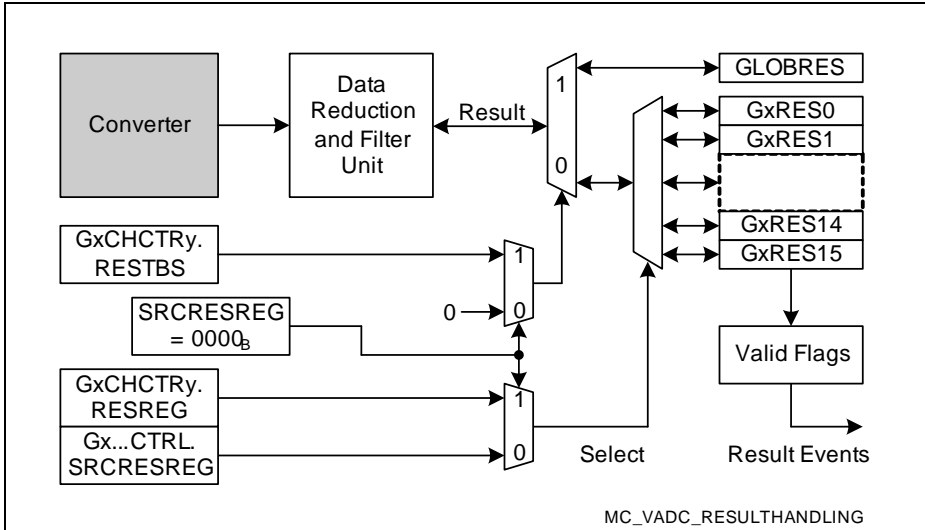 Converter
Data
Reduction
and Filter
Unit
Result
1
0
GLOBRES
GxRES0
GxRES1
GxRES14
GxRES15
GxCHCTRy.
RESTBS
1
0
0
SRCRESREG
= 0000B
Valid Flags
GxCHCTRy.
RESREG
Gx...CTRL.
SRCRESREG
1
0
Select
Result Events
MC_VADC_RESULTHANDLING